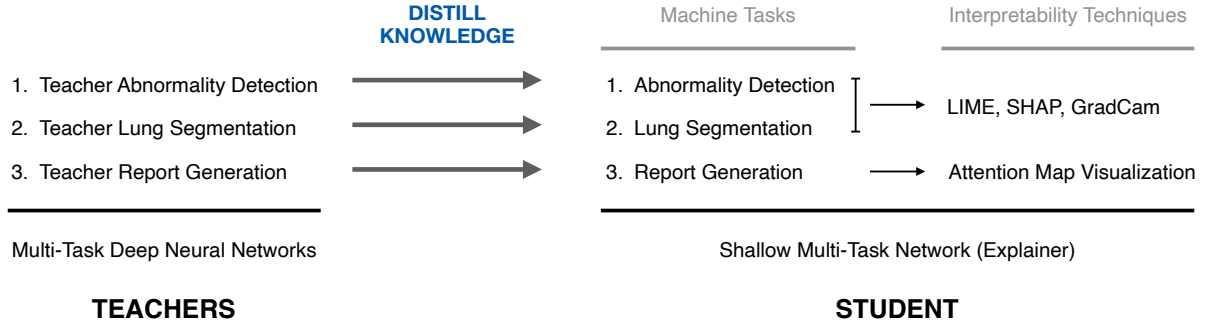 DISTILL
KNOWLEDGE
Machine Tasks
Interpretability Techniques
1. Teacher Abnormality Detection
2. Teacher Lung Segmentation
3. Teacher Report Generation
1. Abnormality Detection
2. Lung Segmentation
3. Report Generation
LIME, SHAP, GradCam
Attention Map Visualization
Multi-Task Deep Neural Networks
Shallow Multi-Task Network (Explainer)
TEACHERS
STUDENT